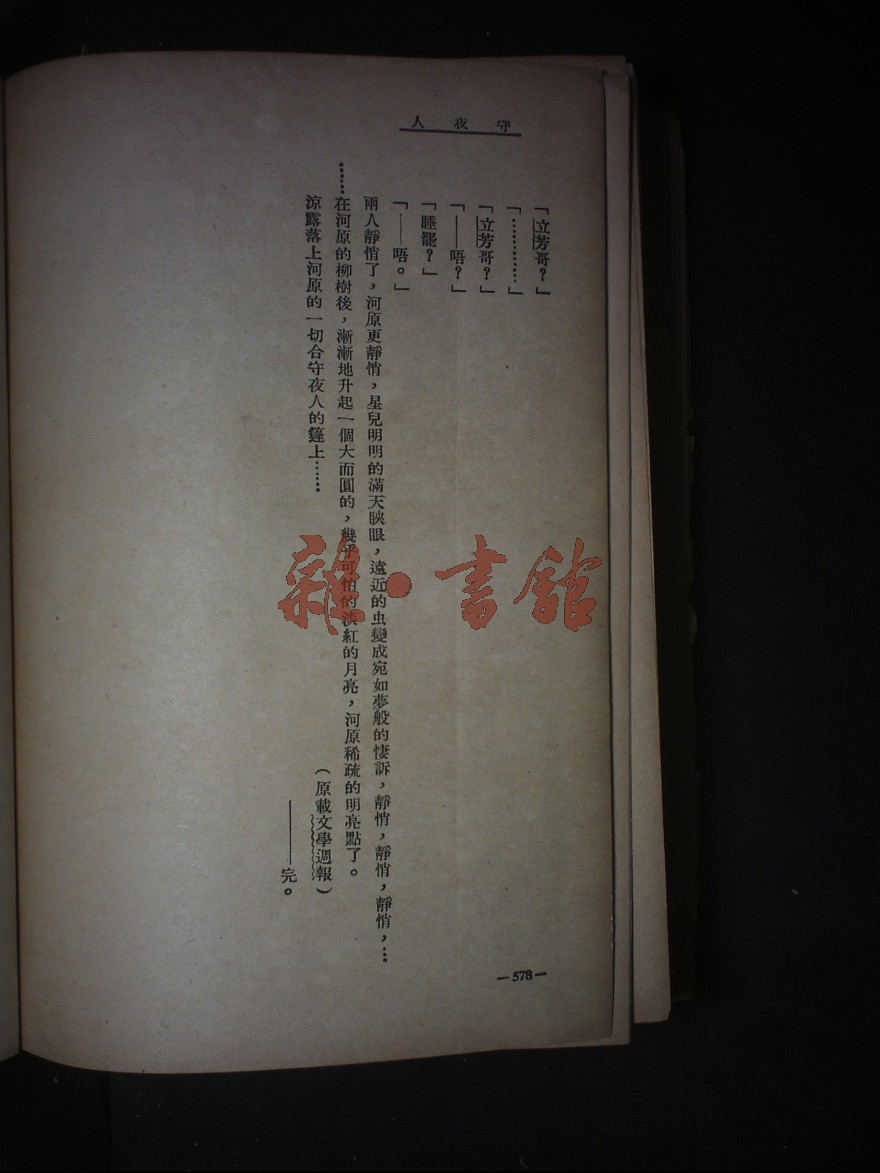 守夜人
「立芳哥？」
「…………」
「立芳哥？」
「——唔？」
「睡罷？」
「——唔。」
兩人靜悄了，河原更靜悄，星兒明明的滿天䀹眼，遠近的虫變成宛如夢般的悽訴，靜悄，靜悄，靜悄，…
……在河原的柳樹後，漸漸地升起一個大而圓的，幾乎可怕的淡紅的月亮，河原稀疏的明亮點了。
涼露落上河原的一切合守夜人的篷上……
（原載文學週報）
——完。
—578—
雜·書館